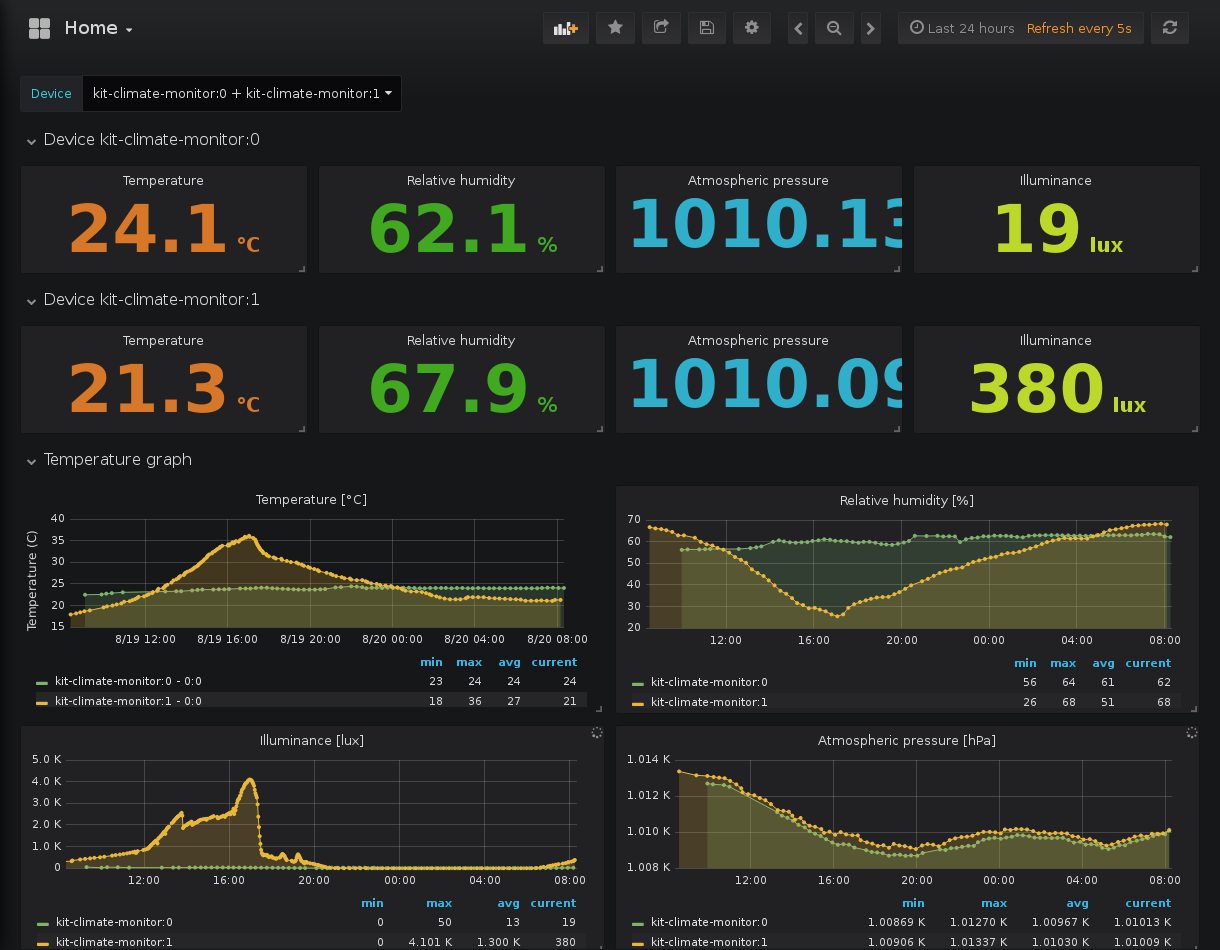 Home
Last 24 hours Refresh every 5s
Device kit-climate-monitor:0 + kit-climate-monitor:1
Device kit-climate-monitor:0
Temperature Relative humidity Atmospheric pressure Illuminance
24.1 °C 62.1 % 1010.13 19 lux
Device kit-climate-monitor:1
Temperature Relative humidity Atmospheric pressure Illuminance
21.3 °C 67.9 % 1010.09 380 lux
Temperature graph
Temperature [°C]
Temperature (C)
40
35
30
25
20
15
8/19 12:00 8/19 16:00 8/19 20:00 8/20 00:00 8/20 04:00 8/20 08:00
min max avg current
kit-climate-monitor:0 - 0:0 23 24 24 24
kit-climate-monitor:1 - 0:0 18 36 27 21
Relative humidity [%]
70
60
50
40
30
20
12:00 16:00 20:00 00:00 04:00 08:00
min max avg current
kit-climate-monitor:0 56 64 61 62
kit-climate-monitor:1 26 68 51 68
Illuminance [lux]
5.0 K
4.0 K
3.0 K
2.0 K
1.0 K
0
12:00 16:00 20:00 00:00 04:00 08:00
min max avg current
kit-climate-monitor:0 0 50 13 19
kit-climate-monitor:1 0 4.101 K 1.300 K 380
Atmospheric pressure [hPa]
1.014 K
1.012 K
1.010 K
1.008 K
12:00 16:00 20:00 00:00 04:00 08:00
min max avg current
kit-climate-monitor:0 1.00869 K 1.01270 K 1.00967 K 1.01013 K
kit-climate-monitor:1 1.00906 K 1.01337 K 1.01030 K 1.01009 K